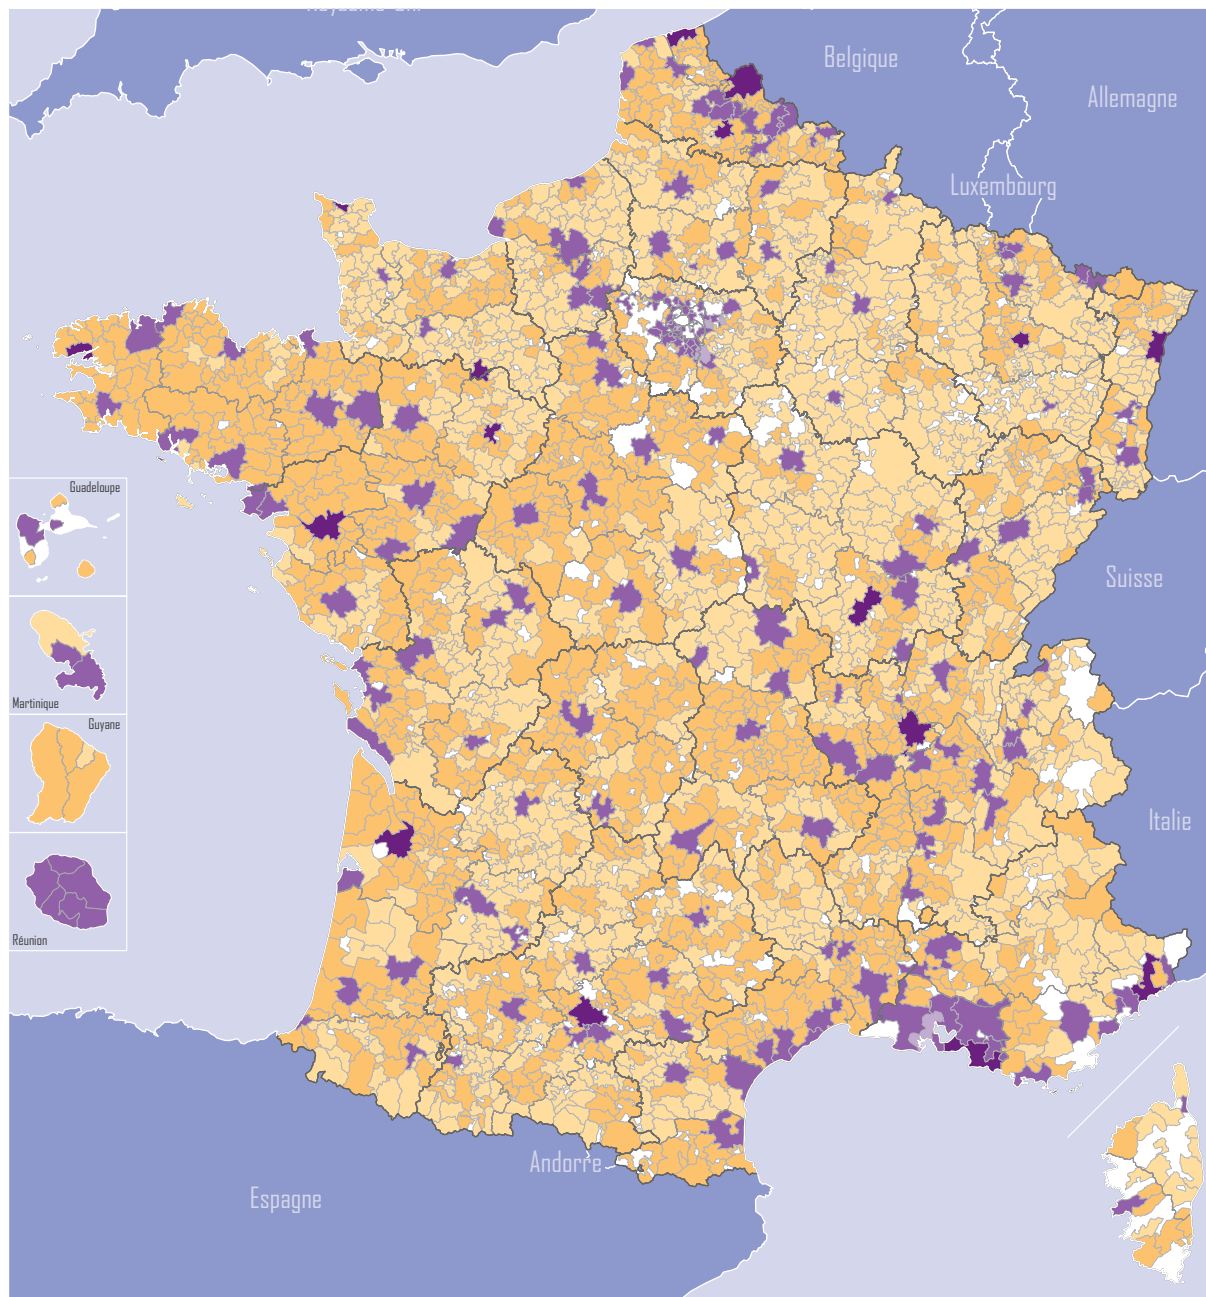 Belgique
Allemagne
Luxembourg
Guadeloupe
Suisse
Martinique
Guyane
Italie
Réunion
Andorre
Espagne